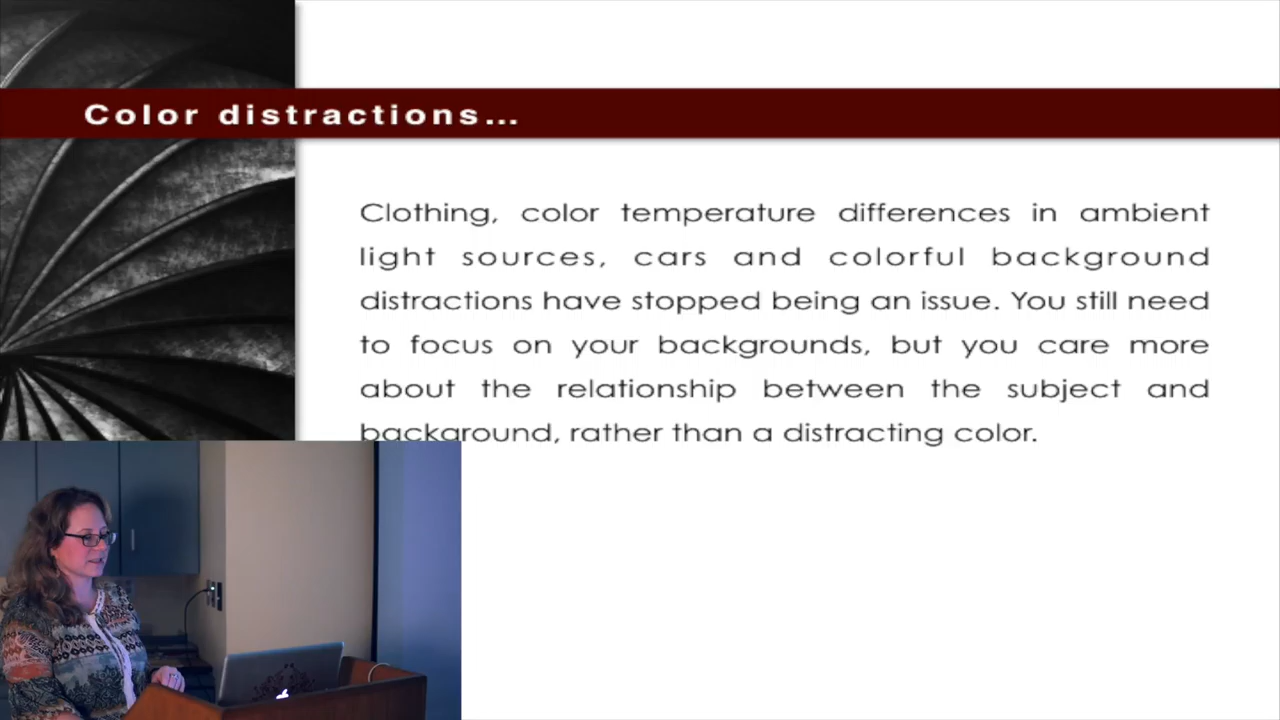 Color distractions...
Clothing, color temperature differences in ambient
light sources, cars and colorful background
distractions have stopped being an issue. You still need
to focus on your backgrounds, but you care more
about the relationship between the subject and
background, rather than a distracting color.